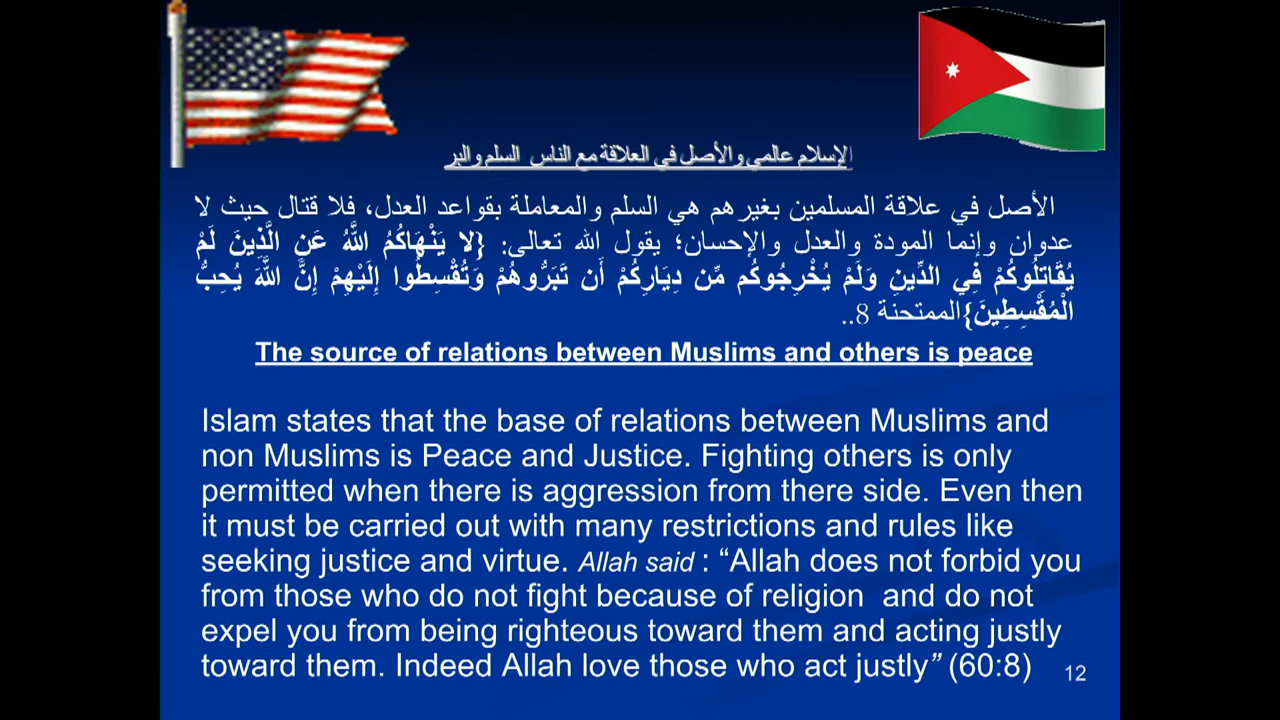 الإسلام عالمي والأصل في العلاقة مع الناس السلم والبر
الأصل في علاقة المسلمين بغيرهم هي السلم والمعاملة بقواعد العدل، فلا قتال حيث لا
عدوان وإنما المودة والعدل والإحسان؛ يقول الله تعالى: {لا يَنْهَاكُمُ اللَّهُ عَنِ الَّذِينَ لَمْ
يُقَاتِلُوكُمْ فِي الدِّينِ وَلَمْ يُخْرِجُوكُم مِّن دِيَارِكُمْ أَن تَبَرُّوهُمْ وَتُقْسِطُوا إِلَيْهِمْ إِنَّ اللَّهَ يُحِبُّ
الْمُقْسِطِينَ}الممتحنة 8..
The source of relations between Muslims and others is peace
Islam states that the base of relations between Muslims and
non Muslims is Peace and Justice. Fighting others is only
permitted when there is aggression from there side. Even then
it must be carried out with many restrictions and rules like
seeking justice and virtue. Allah said : “Allah does not forbid you
from those who do not fight because of religion  and do not
expel you from being righteous toward them and acting justly
toward them. Indeed Allah love those who act justly” (60:8)
12